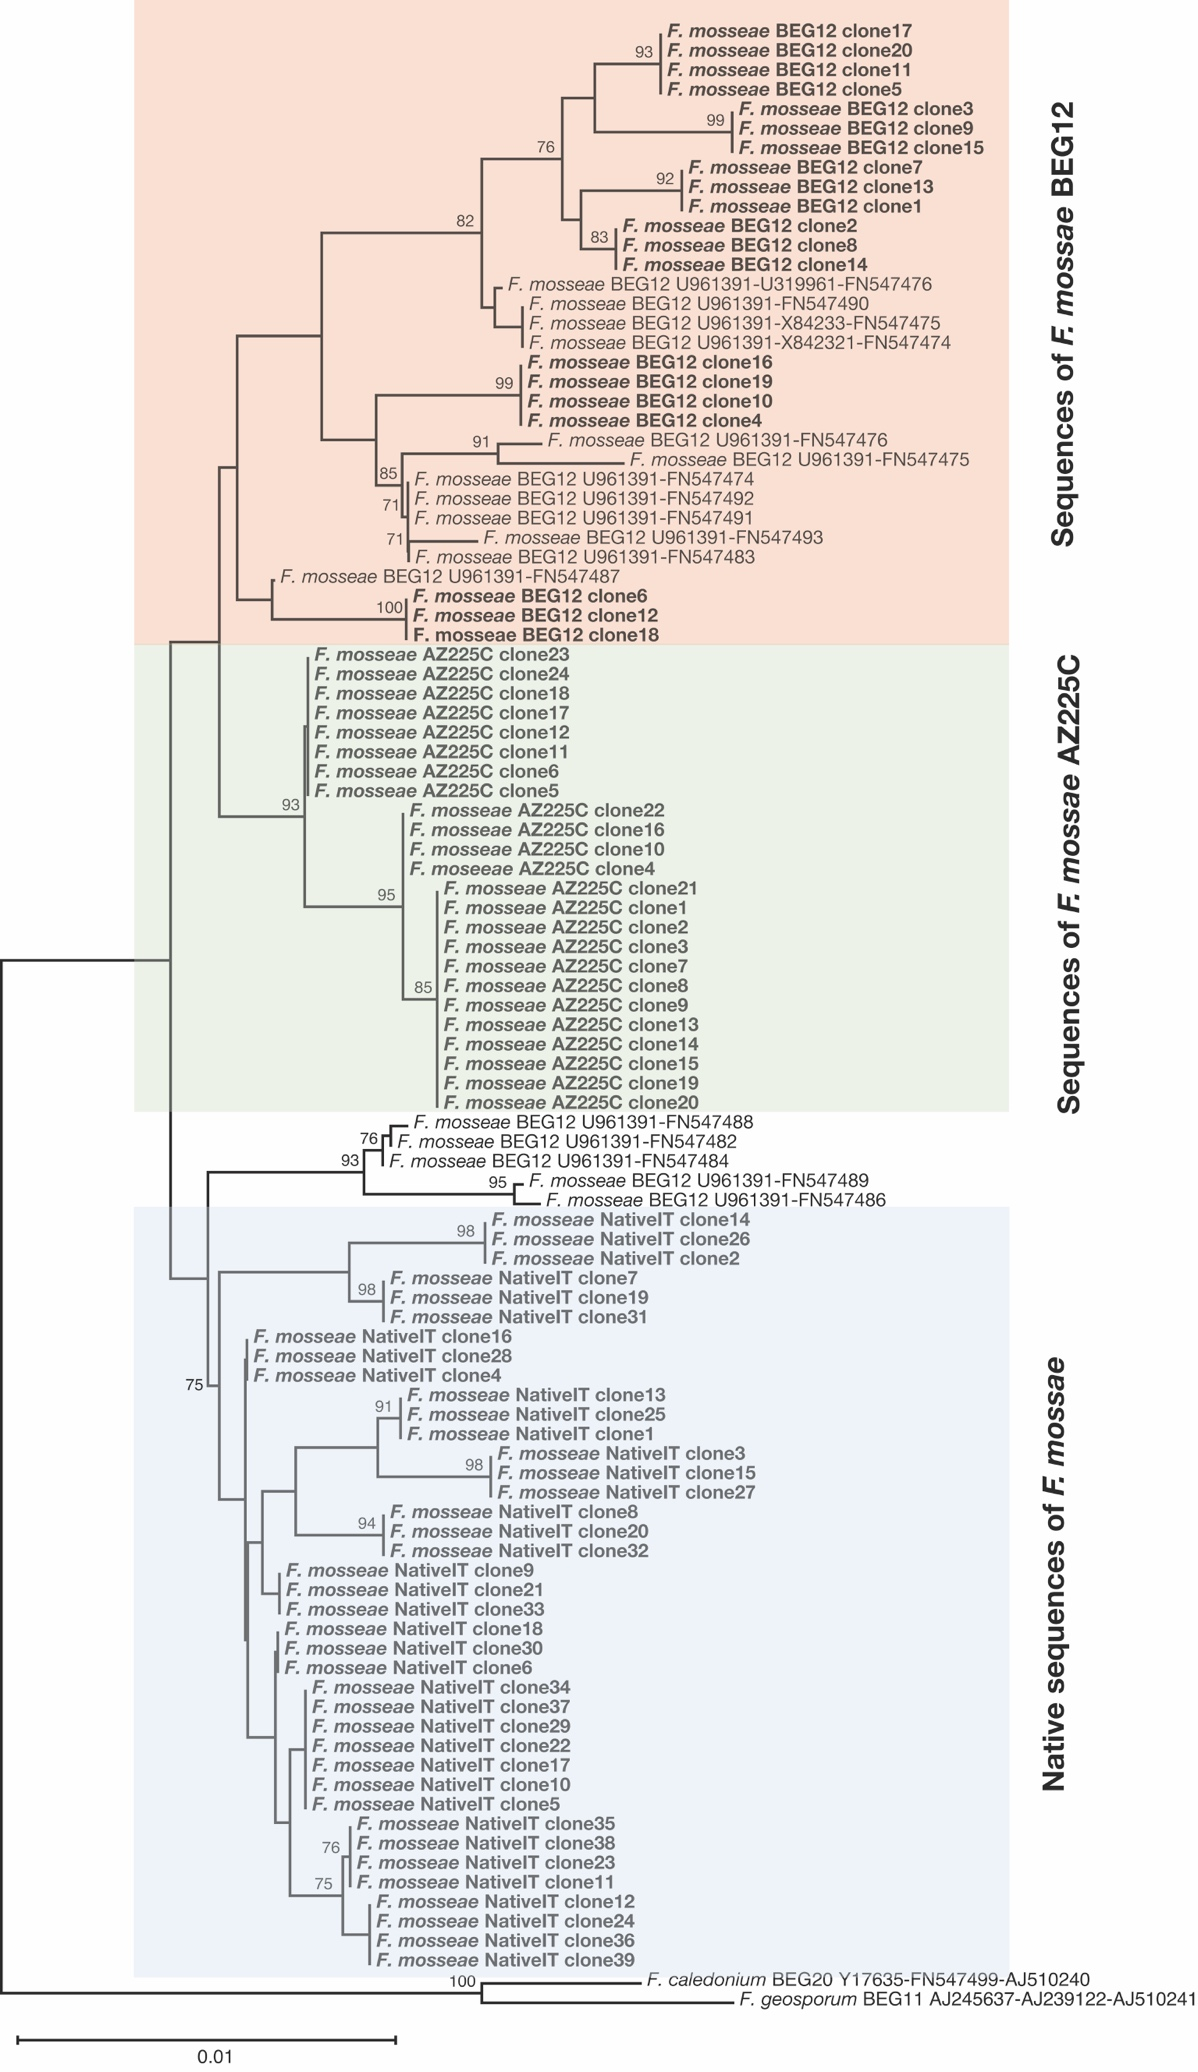 F. mosseae BEG12 clone17
93
F. mosseae BEG12 clone20
F. mosseae BEG12 clone11
F. mosseae BEG12 clone5
F. mosseae BEG12 clone3
99
F. mosseae BEG12 clone9
F. mosseae BEG12 clone15
76
F. mosseae BEG12 clone7
92
F. mosseae BEG12 clone13
F. mosseae BEG12 clone1
82
F. mosseae BEG12 clone2
83
F. mosseae BEG12 clone8
F. mosseae BEG12 clone14
F. mosseae BEG12 U961391-U319961-FN547476
F. mosseae BEG12 U961391-FN547490
F. mosseae BEG12 U961391-X84233-FN547475
F. mosseae BEG12 U961391-X842321-FN547474
F. mosseae BEG12 clone16
99
F. mosseae BEG12 clone19
F. mosseae BEG12 clone10
F. mosseae BEG12 clone4
91
F. mosseae BEG12 U961391-FN547476
F. mosseae BEG12 U961391-FN547475
85
F. mosseae BEG12 U961391-FN547474
F. mosseae BEG12 U961391-FN547492
71
F. mosseae BEG12 U961391-FN547491
71
F. mosseae BEG12 U961391-FN547493
F. mosseae BEG12 U961391-FN547483
F. mosseae BEG12 U961391-FN547487
F. mosseae BEG12 clone6
100
F. mosseae BEG12 clone12
F. mosseae BEG12 clone18
Sequences of F. mossae BEG12
F. mosseae AZ225C clone23
F. mosseae AZ225C clone24
F. mosseae AZ225C clone18
F. mosseae AZ225C clone17
F. mosseae AZ225C clone12
F. mosseae AZ225C clone11
F. mosseae AZ225C clone6
F. mosseae AZ225C clone5
93
F. mosseae AZ225C clone22
F. mosseae AZ225C clone16
F. mosseae AZ225C clone10
F. moseeae AZ225C clone4
95
F. mosseae AZ225C clone21
F. mosseae AZ225C clone1
F. mosseae AZ225C clone2
F. mosseae AZ225C clone3
F. mosseae AZ225C clone7
85
F. mosseae AZ225C clone8
F. mosseae AZ225C clone9
F. mosseae AZ225C clone13
F. mosseae AZ225C clone14
F. mosseae AZ225C clone15
F. mosseae AZ225C clone19
F. mosseae AZ225C clone20
Sequences of F. mossae AZ225C
F. mosseae BEG12 U961391-FN547488
76
F. mosseae BEG12 U961391-FN547482
93
F. mosseae BEG12 U961391-FN547484
95
F. mosseae BEG12 U961391-FN547489
F. mosseae BEG12 U961391-FN547486
F. mosseae NativeIT clone14
98
F. mosseae NativeIT clone26
F. mosseae NativeIT clone2
F. mosseae NativeIT clone7
98
F. mosseae NativeIT clone19
F. mosseae NativeIT clone31
F. mosseae NativeIT clone16
F. mosseae NativeIT clone28
F. mosseae NativeIT clone4
75
F. mosseae NativeIT clone13
91
F. mosseae NativeIT clone25
F. mosseae NativeIT clone1
F. mosseae NativeIT clone3
98
F. mosseae NativeIT clone15
F. mosseae NativeIT clone27
F. mosseae NativeIT clone8
94
F. mosseae NativeIT clone20
F. mosseae NativeIT clone32
F. mosseae NativeIT clone9
F. mosseae NativeIT clone21
F. mosseae NativeIT clone33
F. mosseae NativeIT clone18
F. mosseae NativeIT clone30
F. mosseae NativeIT clone6
F. mosseae NativeIT clone34
F. mosseae NativeIT clone37
F. mosseae NativeIT clone29
F. mosseae NativeIT clone22
F. mosseae NativeIT clone17
F. mosseae NativeIT clone10
F. mosseae NativeIT clone5
F. mosseae NativeIT clone35
76
F. mosseae NativeIT clone38
F. mosseae NativeIT clone23
75
F. mosseae NativeIT clone11
F. mosseae NativeIT clone12
F. mosseae NativeIT clone24
F. mosseae NativeIT clone36
F. mosseae NativeIT clone39
Native sequences of F. mossae
100
F. caledonium BEG20 Y17635-FN547499-AJ510240
F. geosporum BEG11 AJ245637-AJ239122-AJ510241
0.01